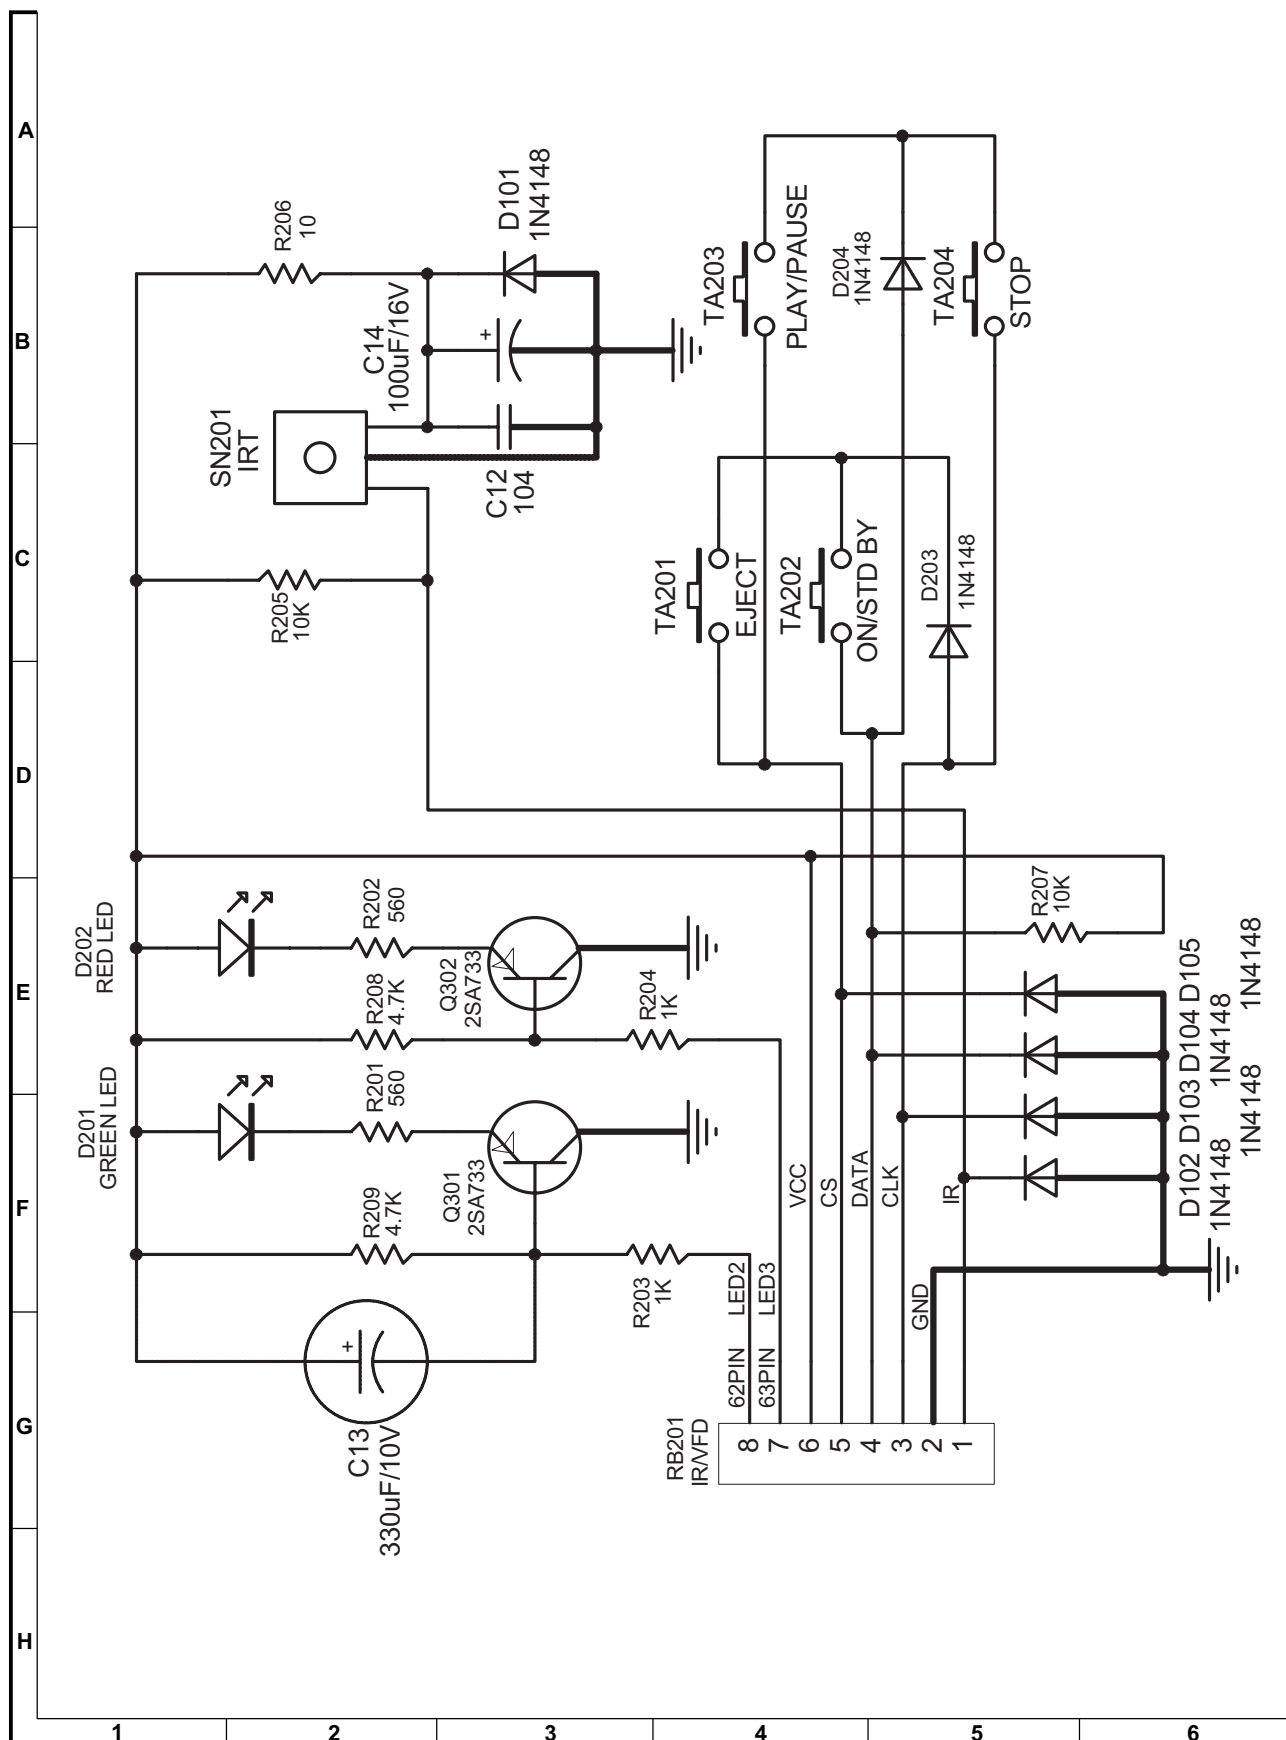 A
B
C
D
E
F
G
H
1
2
3
4
5
6
R206
10
D101
1N4148
C14
100uF/16V
+
SN201
IRT
C12
104
R205
10K
TA203
PLAY/PAUSE
D204
1N4148
TA204
STOP
TA201
EJECT
TA202
ON/STD BY
D203
1N4148
D202
RED LED
R202
560
R208
4.7K
Q302
2SA733
R204
1K
R207
10K
D201
GREEN LED
R201
560
R209
4.7K
Q301
2SA733
R203
1K
VCC
CS
DATA
CLK
IR
GND
62PIN LED2
63PIN LED3
D102 D103 D104 D105
1N4148 1N4148
1N4148 1N4148
+
C13
330uF/10V
RB201
IR/VFD
8
7
6
5
4
3
2
1